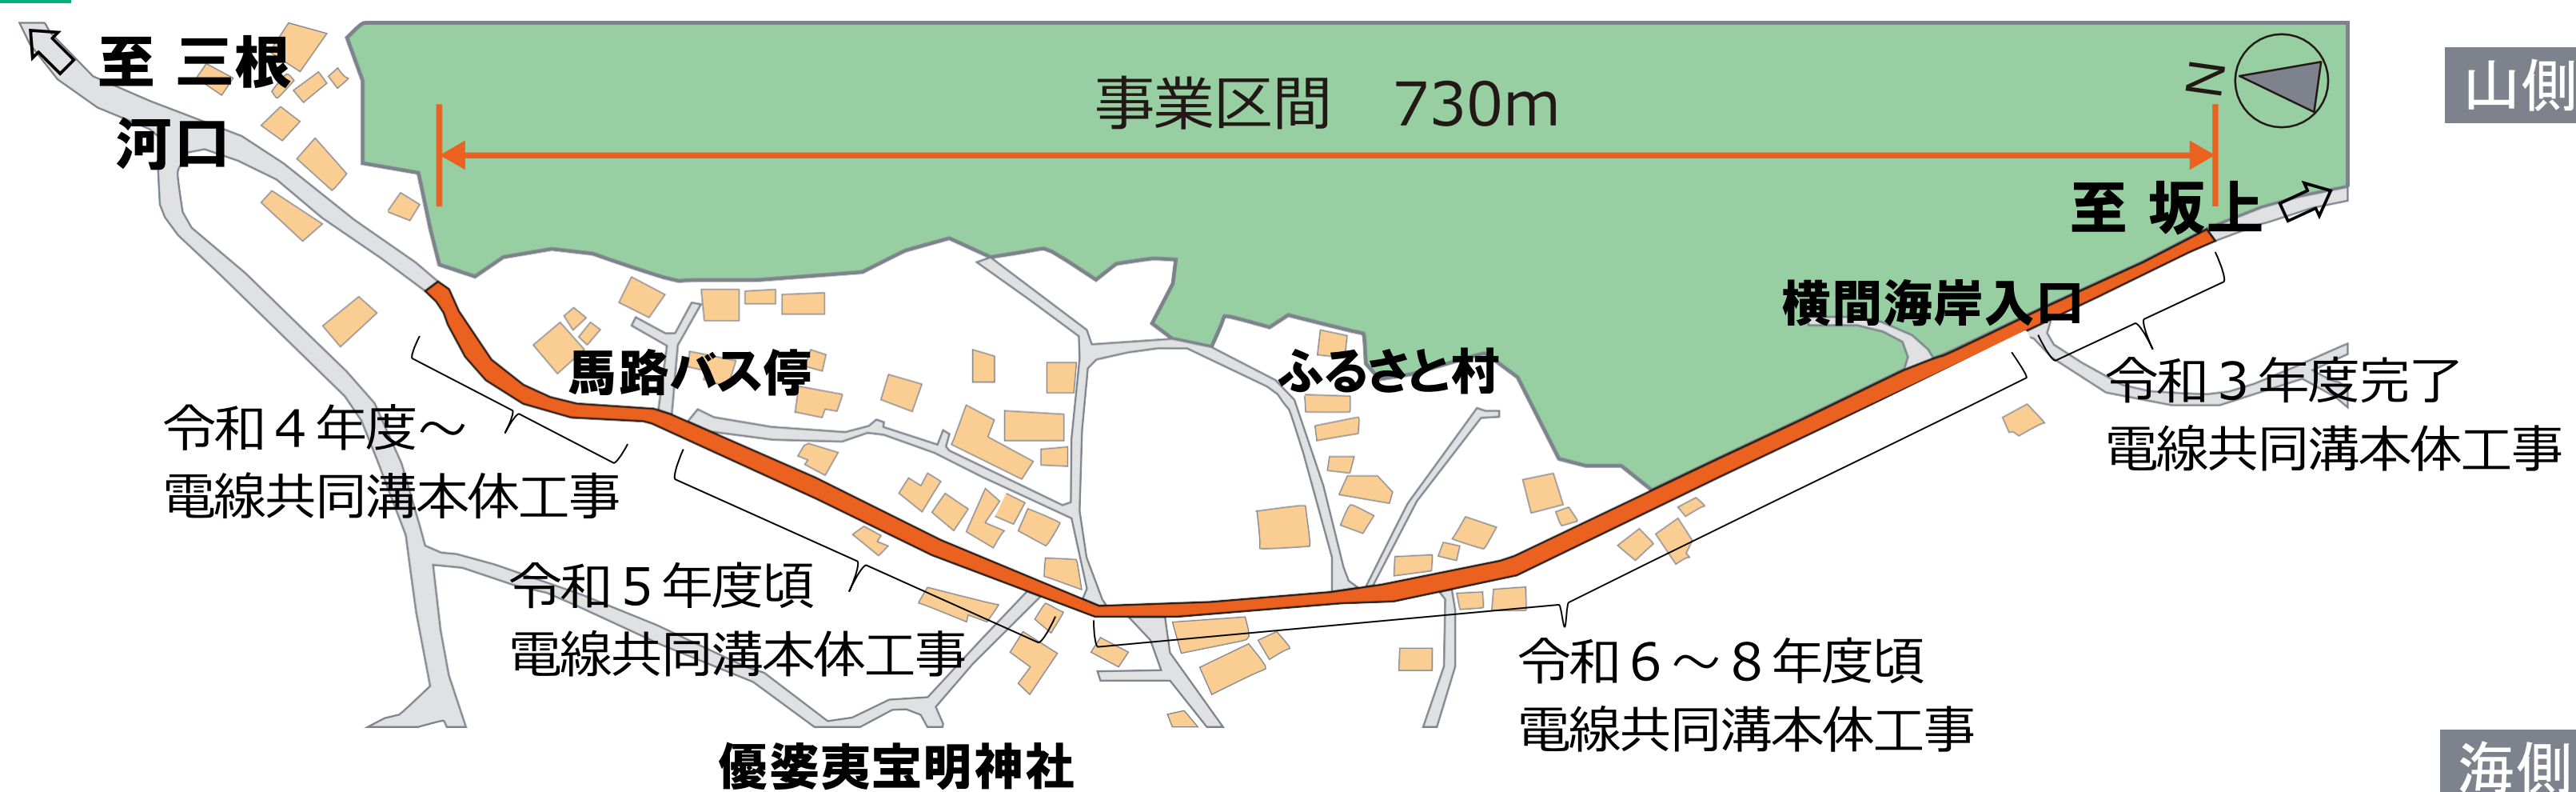 至 三根
河口
事業区間　730m
N
山側
至 坂上
横間海岸入口
馬路バス停
ふるさと村
令和３年度完了
電線共同溝本体工事
令和４年度～
電線共同溝本体工事
令和５年度頃
電線共同溝本体工事
令和６～８年度頃
電線共同溝本体工事
優婆夷宝明神社
海側